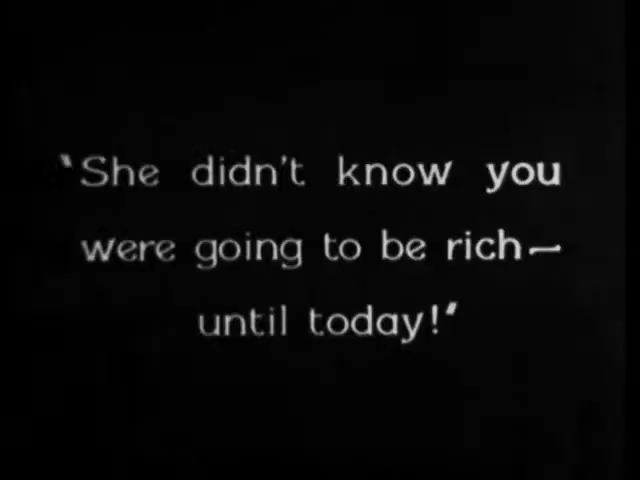 "She didn't know you
were going to be rich—
until today!"